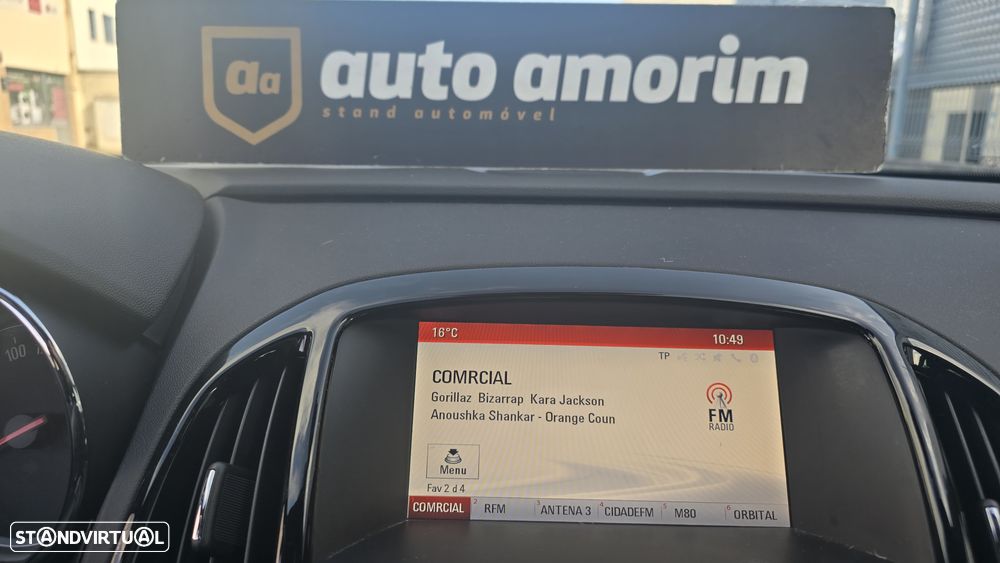 aa
auto amorim
stand automóvel
16°C 10:49
TP
COMRCIAL
Gorillaz Bizarrap Kara Jackson
Anoushka Shankar - Orange Coun
FM
RADIO
Menu
Fav 2 d 4
COMRCIAL 2 RFM 3 ANTENA 3 4 CIDADEFM 5 M80 6 ORBITAL
100
STANDVIRTUAL